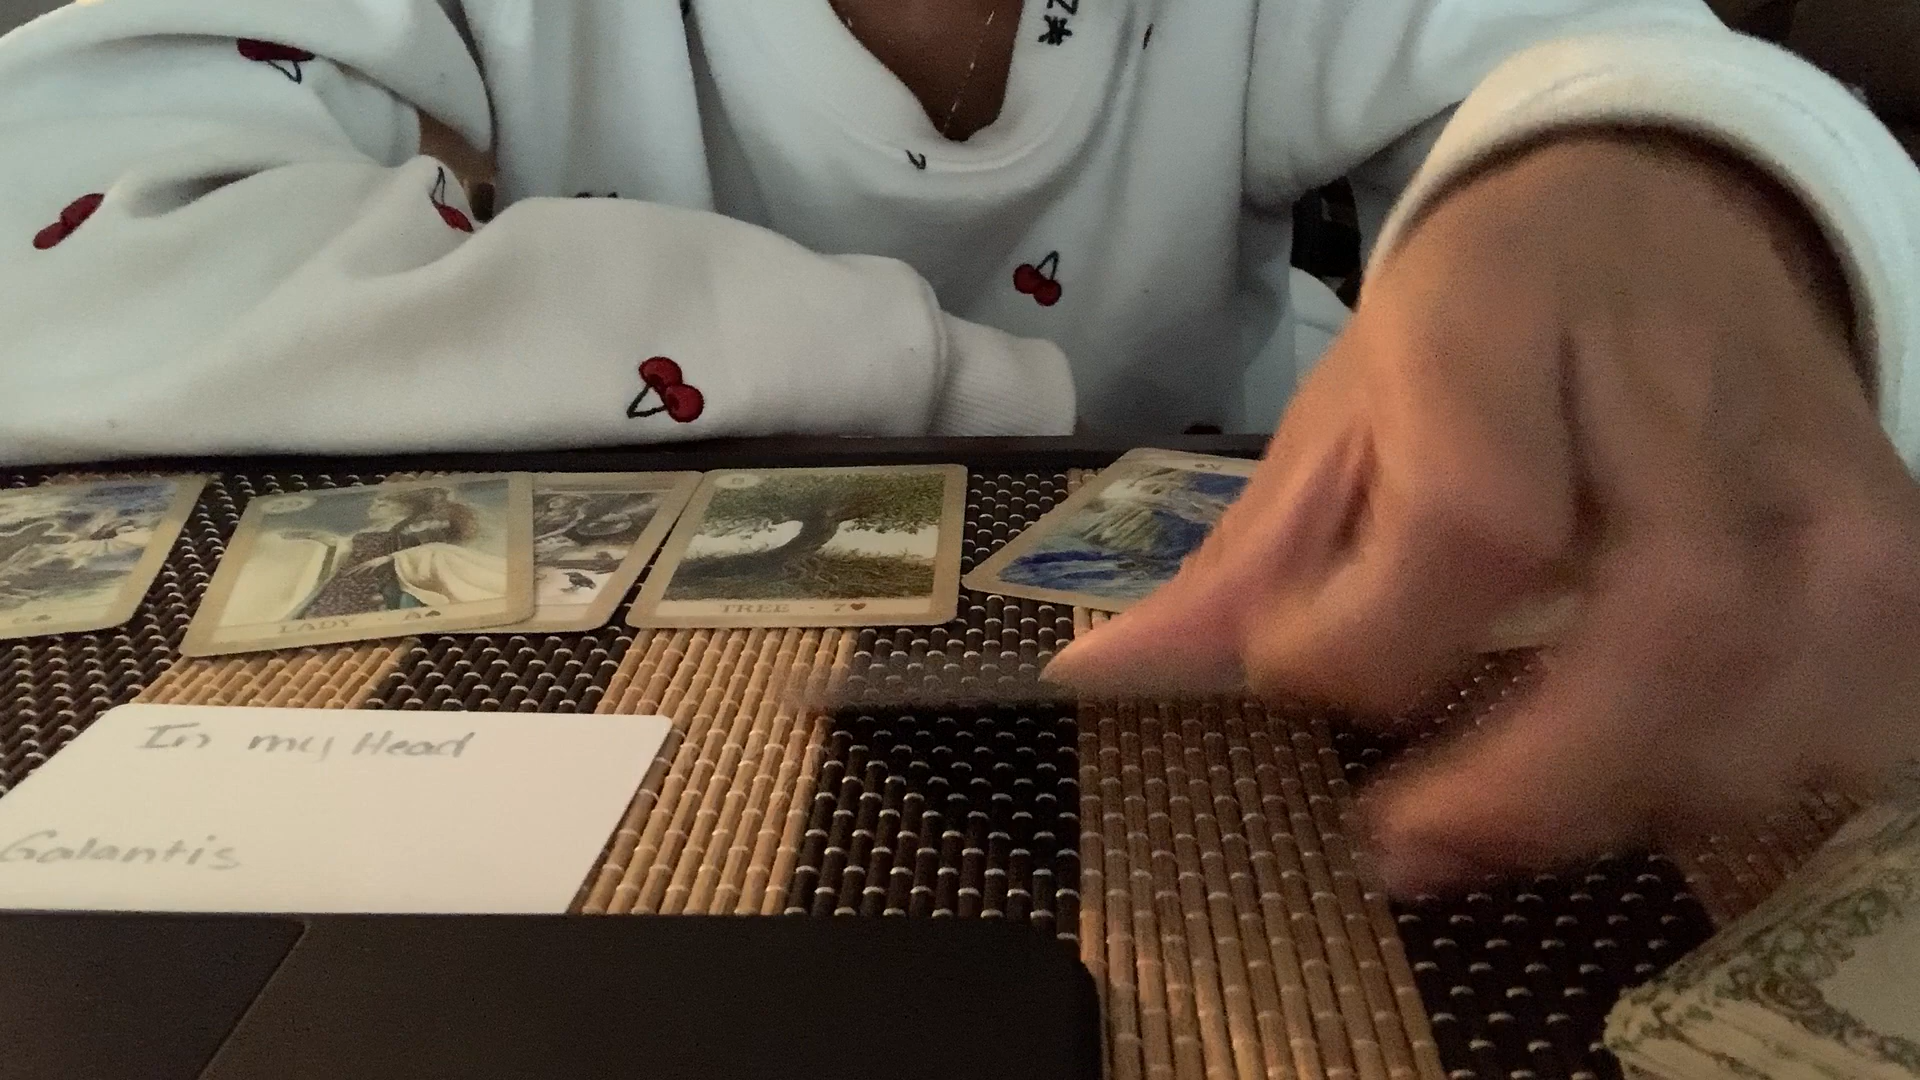 LADY · A♠
TREE · 7♥
In my Head
Galantis